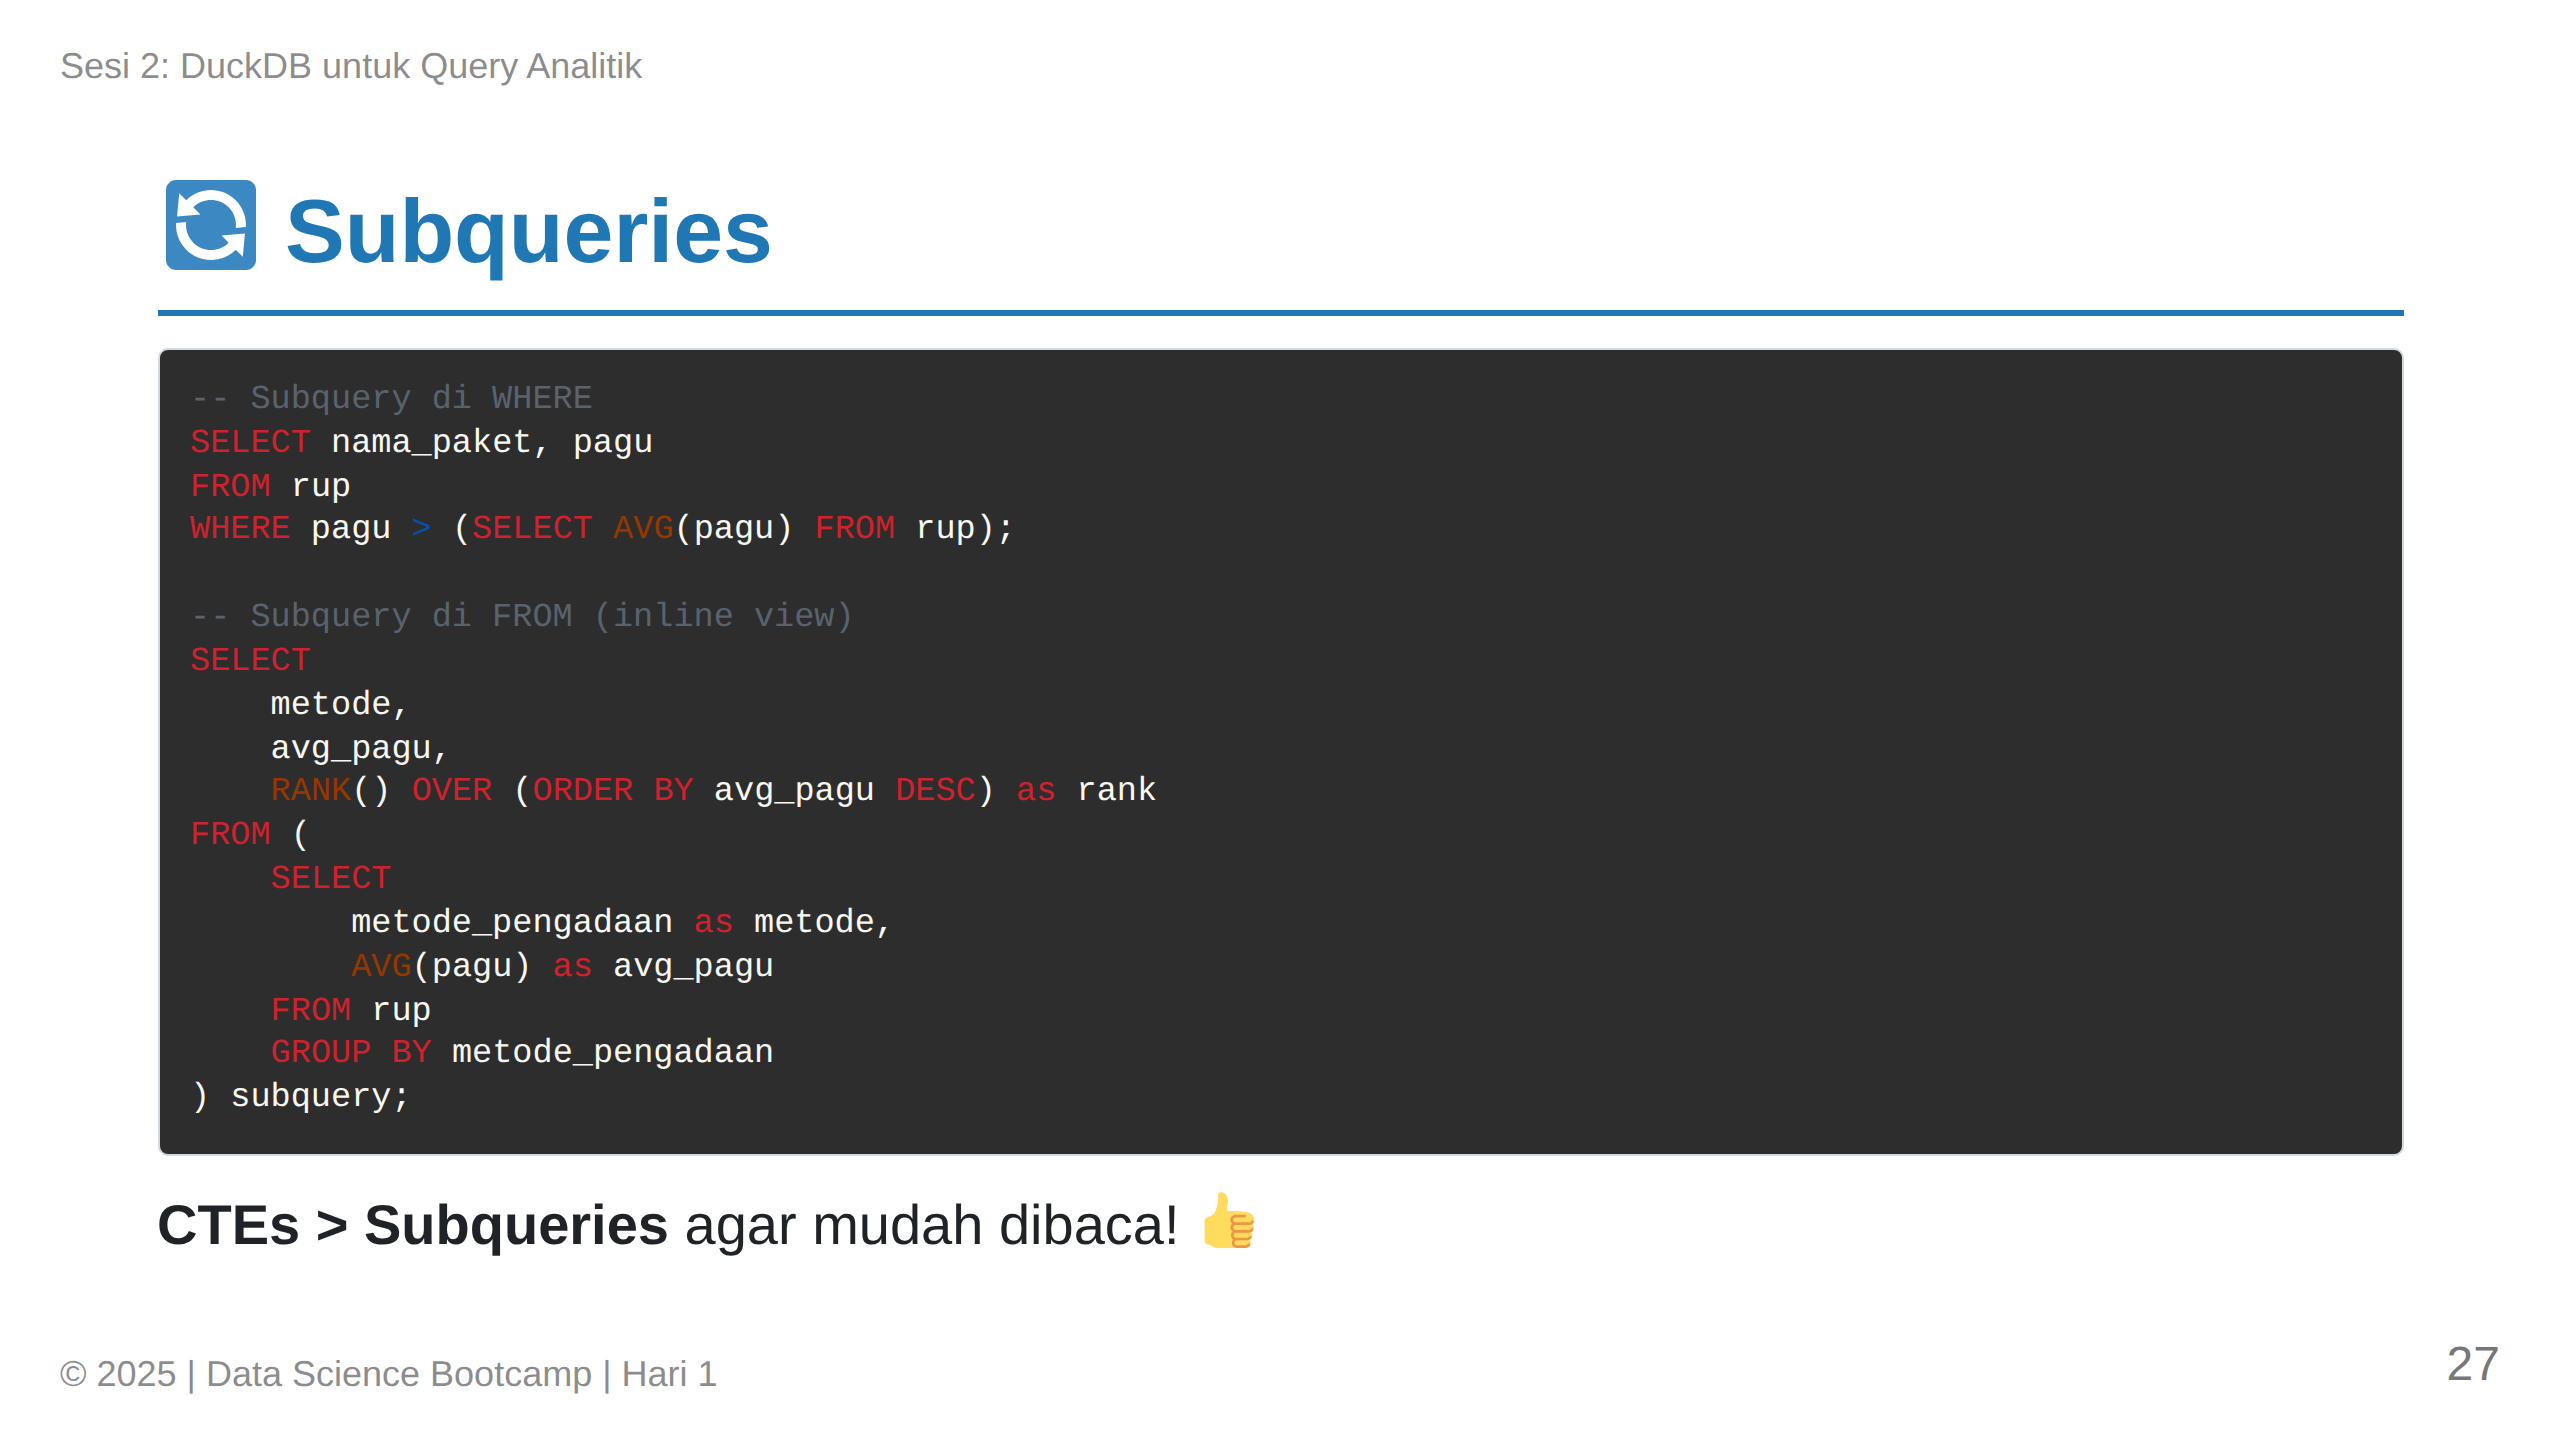 Sesi 2: DuckDB untuk Query Analitik
🔄 Subqueries
-- Subquery di WHERE
SELECT nama_paket, pagu
FROM rup
WHERE pagu > (SELECT AVG(pagu) FROM rup);

-- Subquery di FROM (inline view)
SELECT
    metode,
    avg_pagu,
    RANK() OVER (ORDER BY avg_pagu DESC) as rank
FROM (
    SELECT
        metode_pengadaan as metode,
        AVG(pagu) as avg_pagu
    FROM rup
    GROUP BY metode_pengadaan
) subquery;
CTEs > Subqueries agar mudah dibaca! 👍
© 2025 | Data Science Bootcamp | Hari 1
27